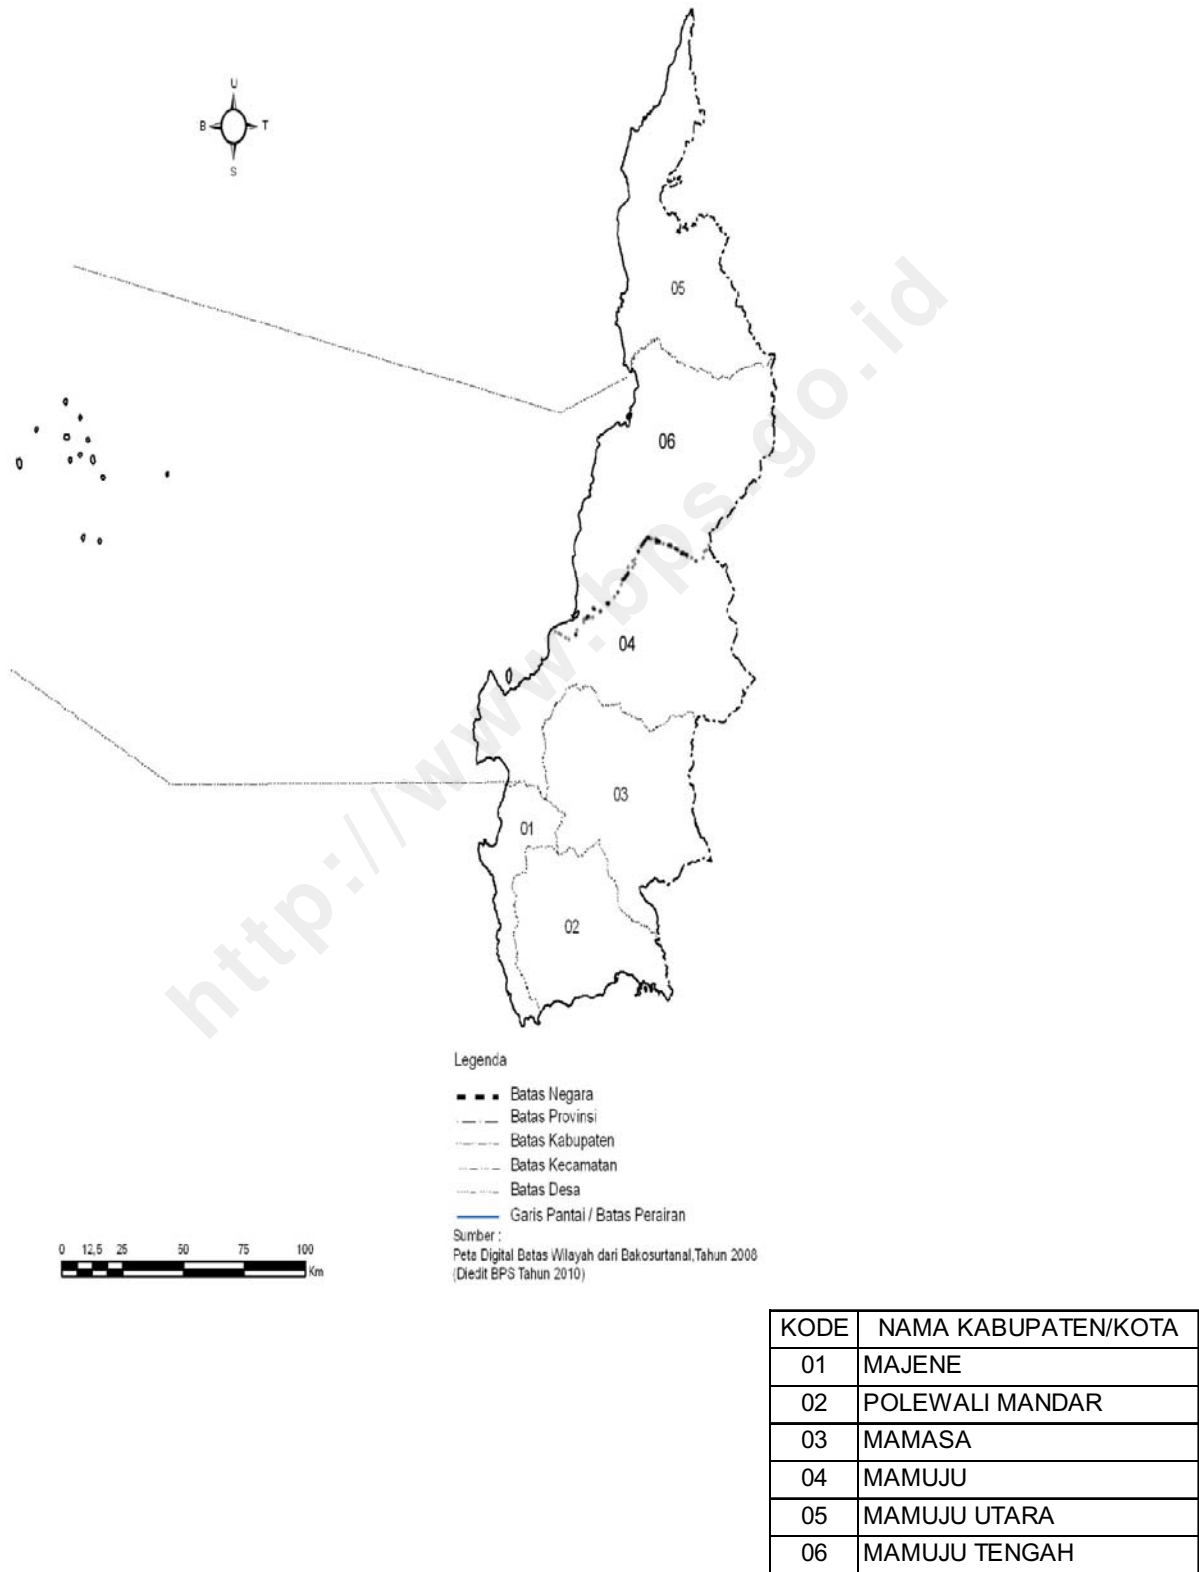 U
B T
S
05
06
04
03
01
02
http://www.bps.go.id
Legenda
Batas Negara
Batas Provinsi
Batas Kabupaten
Batas Kecamatan
Batas Desa
Garis Pantai / Batas Perairan
Sumber :
Peta Digital Batas Wilayah dari Bakosurtanal,Tahun 2008
(Diedit BPS Tahun 2010)
0 12,5 25 50 75 100
Km
KODE NAMA KABUPATEN/KOTA
01 MAJENE
02 POLEWALI MANDAR
03 MAMASA
04 MAMUJU
05 MAMUJU UTARA
06 MAMUJU TENGAH